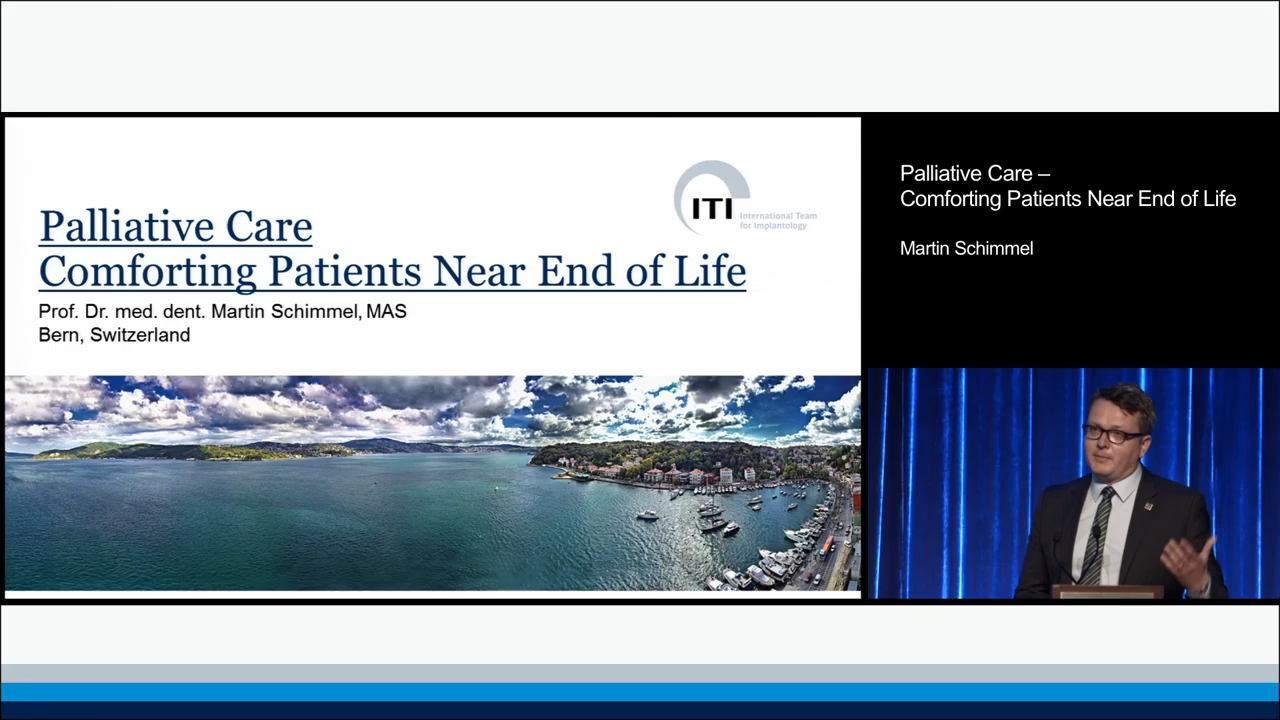 Palliative Care
Comforting Patients Near End of Life
Prof. Dr. med. dent. Martin Schimmel, MAS
Bern, Switzerland
ITI
International Team
for Implantology
Palliative Care –
Comforting Patients Near End of Life
Martin Schimmel